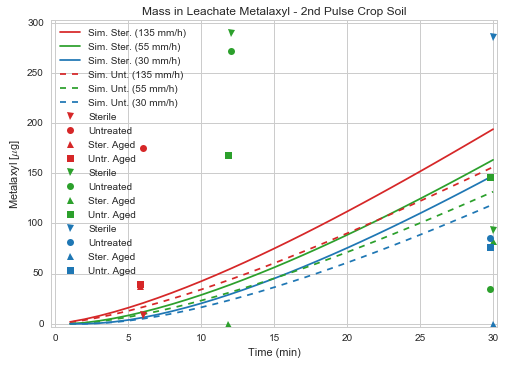 Mass in Leachate Metalaxyl - 2nd Pulse Crop Soil
300
250
200
150
100
50
0
Metalaxyl [μg]
Sim. Ster. (135 mm/h)
Sim. Ster. (55 mm/h)
Sim. Ster. (30 mm/h)
Sim. Unt. (135 mm/h)
Sim. Unt. (55 mm/h)
Sim. Unt. (30 mm/h)
Sterile
Untreated
Ster. Aged
Untr. Aged
Sterile
Untreated
Ster. Aged
Untr. Aged
Sterile
Untreated
Ster. Aged
Untr. Aged
0 5 10 15 20 25 30
Time (min)